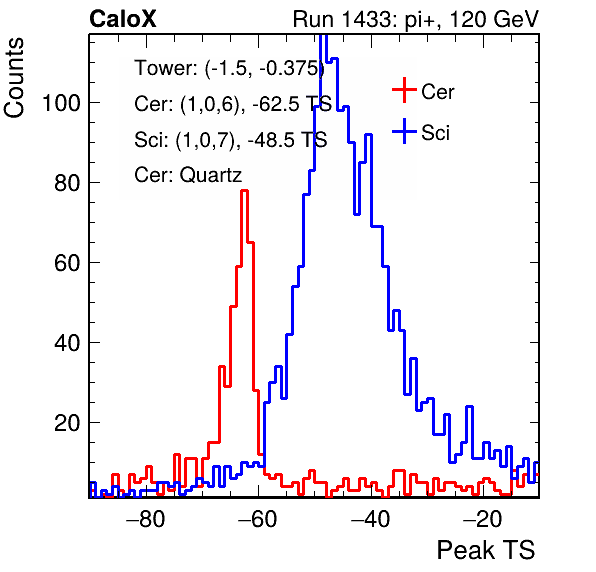 CaloX Run 1433: pi+, 120 GeV
Counts
Tower: (-1.5, -0.375)
Cer: (1,0,6), -62.5 TS
Sci: (1,0,7), -48.5 TS
Cer: Quartz
Cer
Sci
100
80
60
40
20
−80 −60 −40 −20
Peak TS